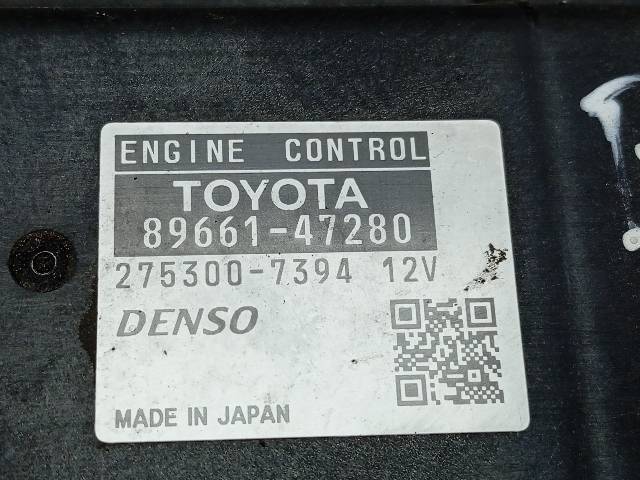 ENGINE CONTROL
TOYOTA
89661-47280
275300-7394 12V
DENSO
MADE IN JAPAN